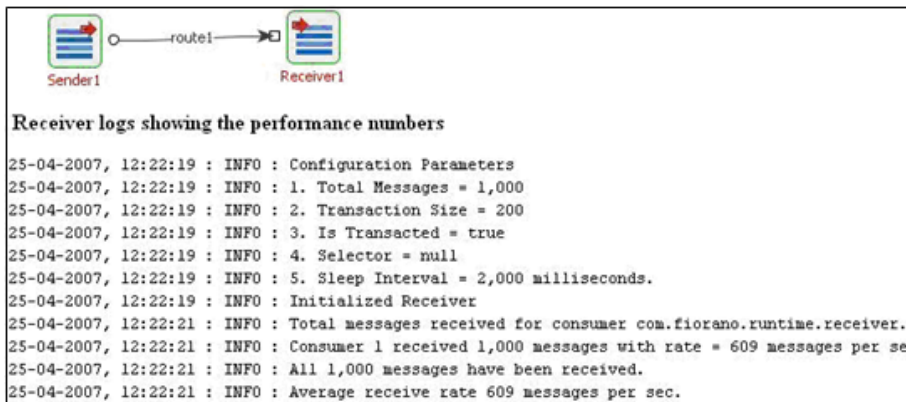 route1
Sender1
Receiver1
Receiver logs showing the performance numbers
25-04-2007, 12:22:19 : INFO : Configuration Parameters
25-04-2007, 12:22:19 : INFO : 1. Total Messages = 1,000
25-04-2007, 12:22:19 : INFO : 2. Transaction Size = 200
25-04-2007, 12:22:19 : INFO : 3. Is Transacted = true
25-04-2007, 12:22:19 : INFO : 4. Selector = null
25-04-2007, 12:22:19 : INFO : 5. Sleep Interval = 2,000 milliseconds.
25-04-2007, 12:22:19 : INFO : Initialized Receiver
25-04-2007, 12:22:21 : INFO : Total messages received for consumer com.fiorano.runtime.receiver.
25-04-2007, 12:22:21 : INFO : Consumer 1 received 1,000 messages with rate = 609 messages per se
25-04-2007, 12:22:21 : INFO : All 1,000 messages have been received.
25-04-2007, 12:22:21 : INFO : Average receive rate 609 messages per sec.